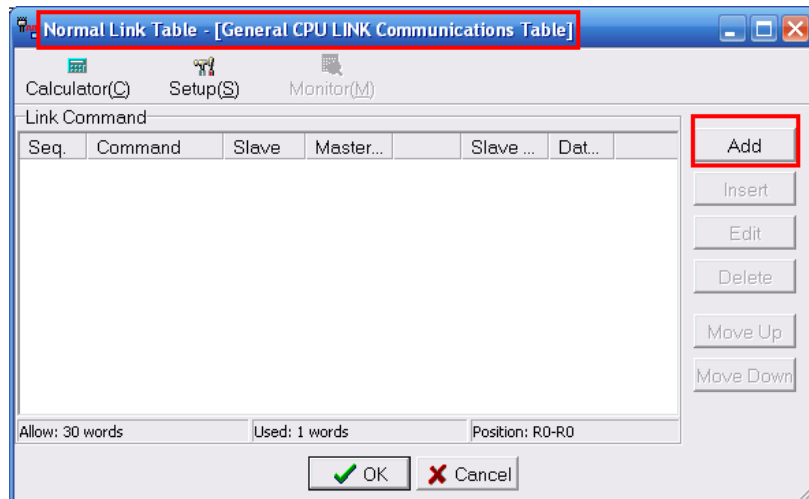 Normal Link Table - [General CPU LINK Communications Table]
Calculator(C) Setup(S) Monitor(M)
Link Command
Seq. Command Slave Master... Slave ... Dat...
Add
Insert
Edit
Delete
Move Up
Move Down
Allow: 30 words Used: 1 words Position: R0-R0
OK Cancel